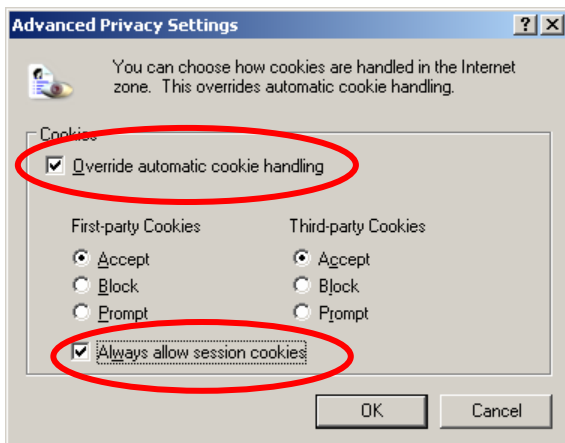 Advanced Privacy Settings
You can choose how cookies are handled in the Internet
zone. This overrides automatic cookie handling.
Cookies
Override automatic cookie handling
First-party Cookies Third-party Cookies
Accept Accept
Block Block
Prompt Prompt
Always allow session cookies
OK Cancel